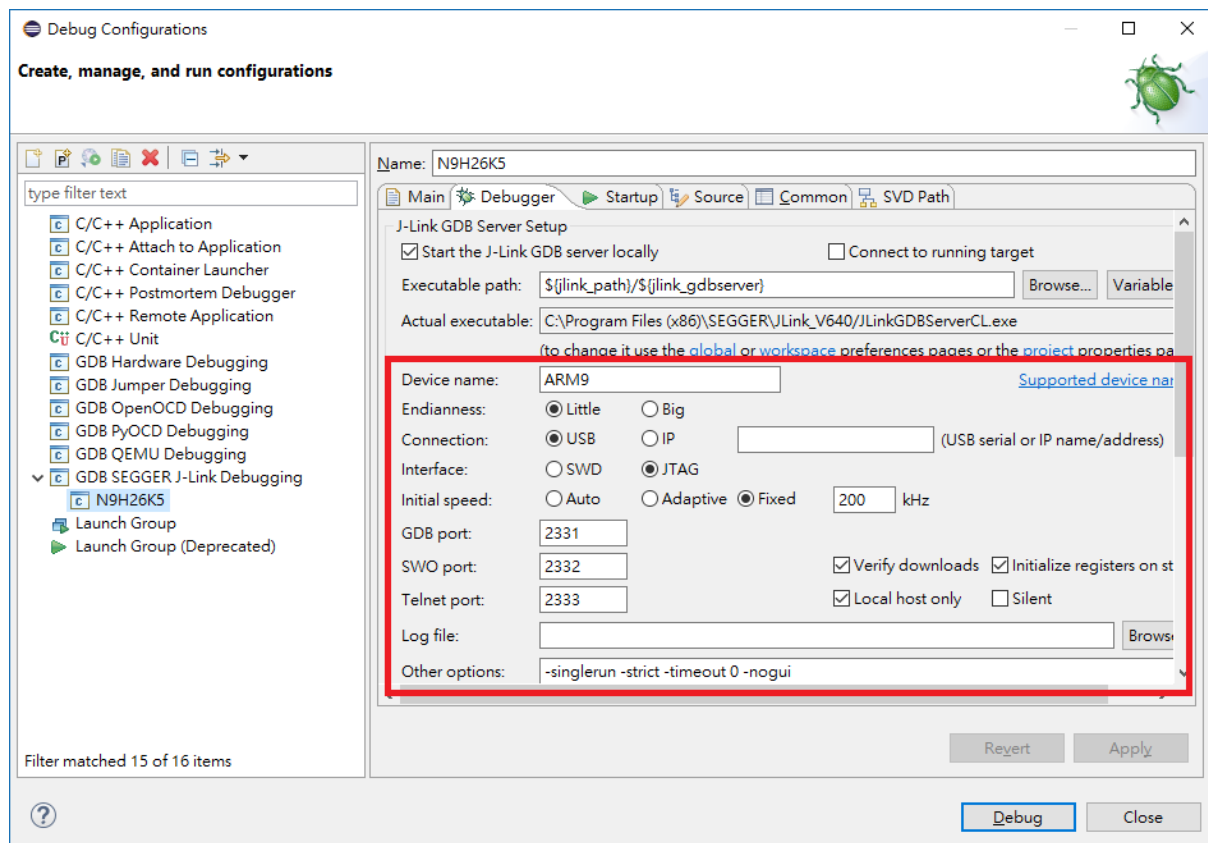 Debug Configurations
Create, manage, and run configurations
type filter text
C/C++ Application
C/C++ Attach to Application
C/C++ Container Launcher
C/C++ Postmortem Debugger
C/C++ Remote Application
C/C++ Unit
GDB Hardware Debugging
GDB Jumper Debugging
GDB OpenOCD Debugging
GDB PyOCD Debugging
GDB QEMU Debugging
GDB SEGGER J-Link Debugging
N9H26K5
Launch Group
Launch Group (Deprecated)
Filter matched 15 of 16 items
Name: N9H26K5
Main Debugger Startup Source Common SVD Path
J-Link GDB Server Setup
Start the J-Link GDB server locally Connect to running target
Executable path: ${jlink_path}/${jlink_gdbserver} Browse... Variable
Actual executable: C:\Program Files (x86)\SEGGER\JLink_V640/JLinkGDBServerCL.exe
(to change it use the global or workspace preferences pages or the project properties pa
Device name: ARM9 Supported device nar
Endianness: Little Big
Connection: USB IP (USB serial or IP name/address)
Interface: SWD JTAG
Initial speed: Auto Adaptive Fixed 200 kHz
GDB port: 2331
SWO port: 2332 Verify downloads Initialize registers on st
Telnet port: 2333 Local host only Silent
Log file: Browse
Other options: -singlerun -strict -timeout 0 -nogui
Revert Apply
Debug Close